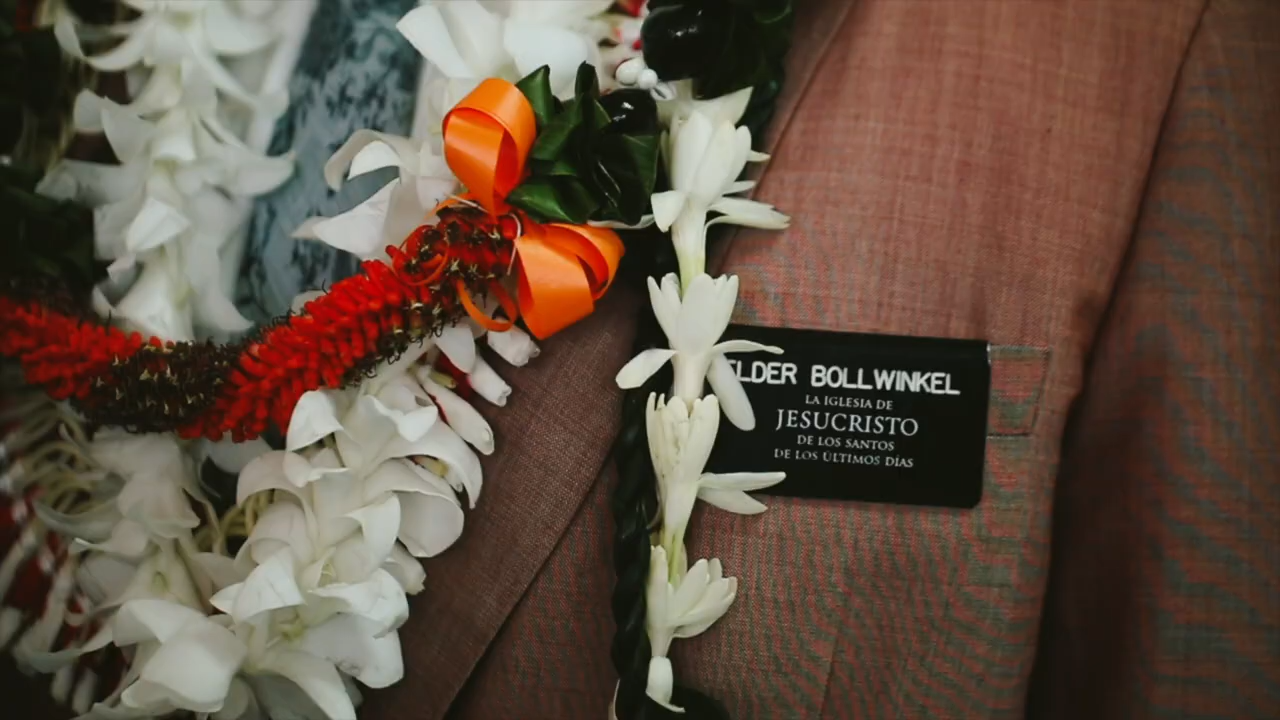 ELDER BOLLWINKEL
LA IGLESIA DE
JESUCRISTO
DE LOS SANTOS
DE LOS ÚLTIMOS DÍAS